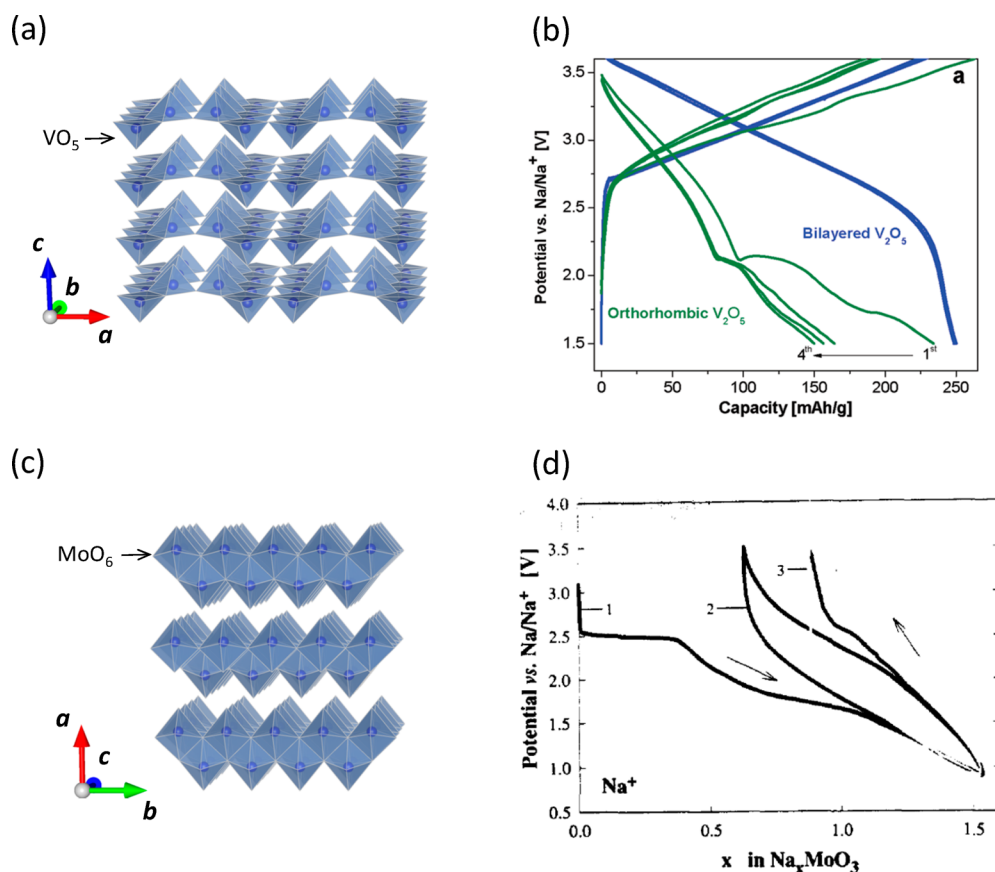 (a)
VO5
c
b
a
(b)
a
3.5
3.0
2.5
2.0
1.5
Potential vs. Na/Na+ [V]
Bilayered V2O5
Orthorhombic V2O5
4th
1st
0
50
100
150
200
250
Capacity [mAh/g]
(c)
MoO6
a
c
b
(d)
4.0
3.5
3.0
2.5
2.0
1.5
1.0
0.5
Potential vs. Na/Na+ [V]
1
2
3
Na+
0.0
0.5
1.0
1.5
x in NaxMoO3